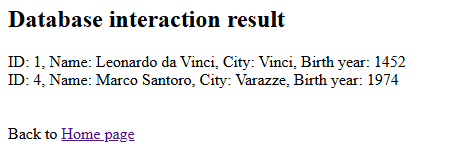 Database interaction result
ID: 1, Name: Leonardo da Vinci, City: Vinci, Birth year: 1452
ID: 4, Name: Marco Santoro, City: Varazze, Birth year: 1974
Back to Home page